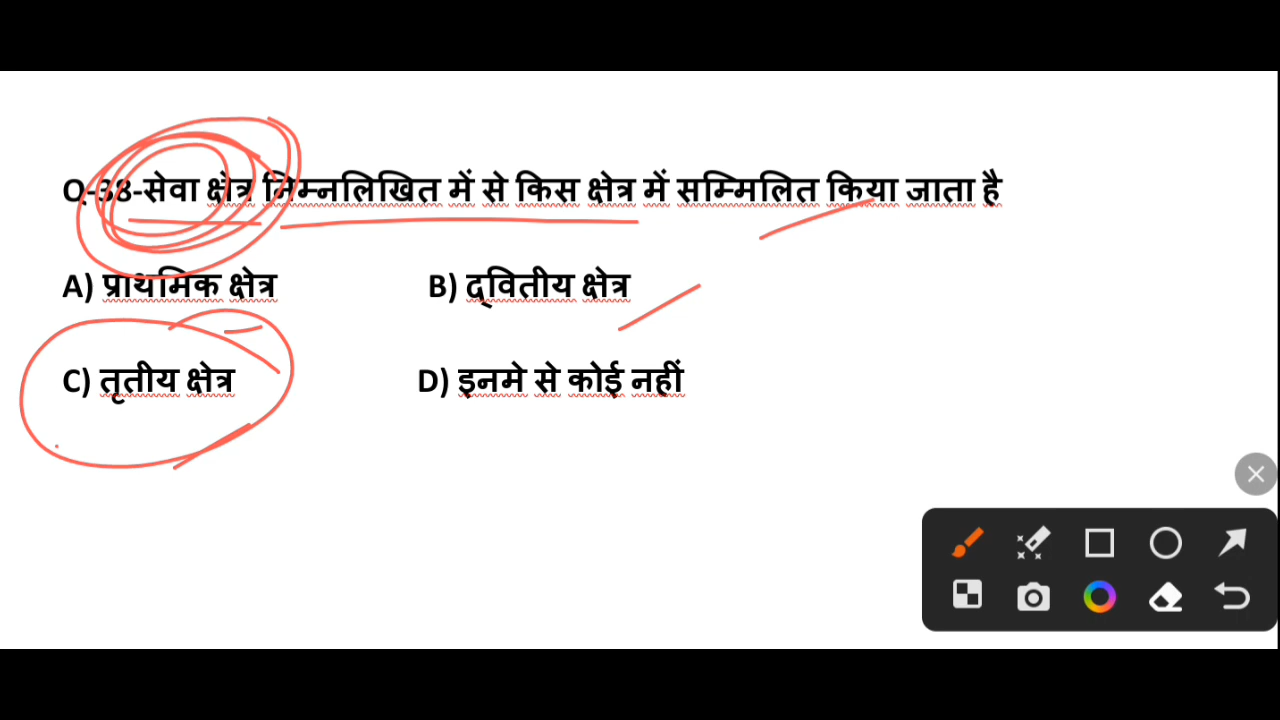 Q-38-सेवा क्षेत्र निम्नलिखित में से किस क्षेत्र में सम्मिलित किया जाता है
A) प्राथमिक क्षेत्र B) द्वितीय क्षेत्र
C) तृतीय क्षेत्र D) इनमे से कोई नहीं